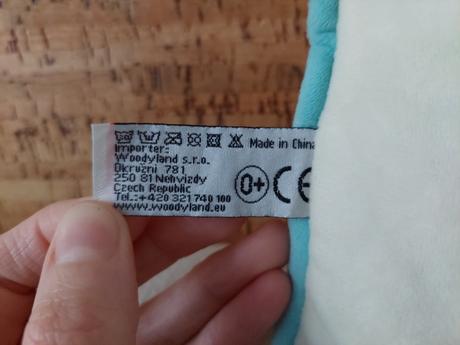 Made in China
Importer:
Woodyland s.r.o.
Okružní 781
250 81 Nehvizdy
Czech Republic
Tel.:+420 321 740 100
www.woodyland.eu
0+ CE